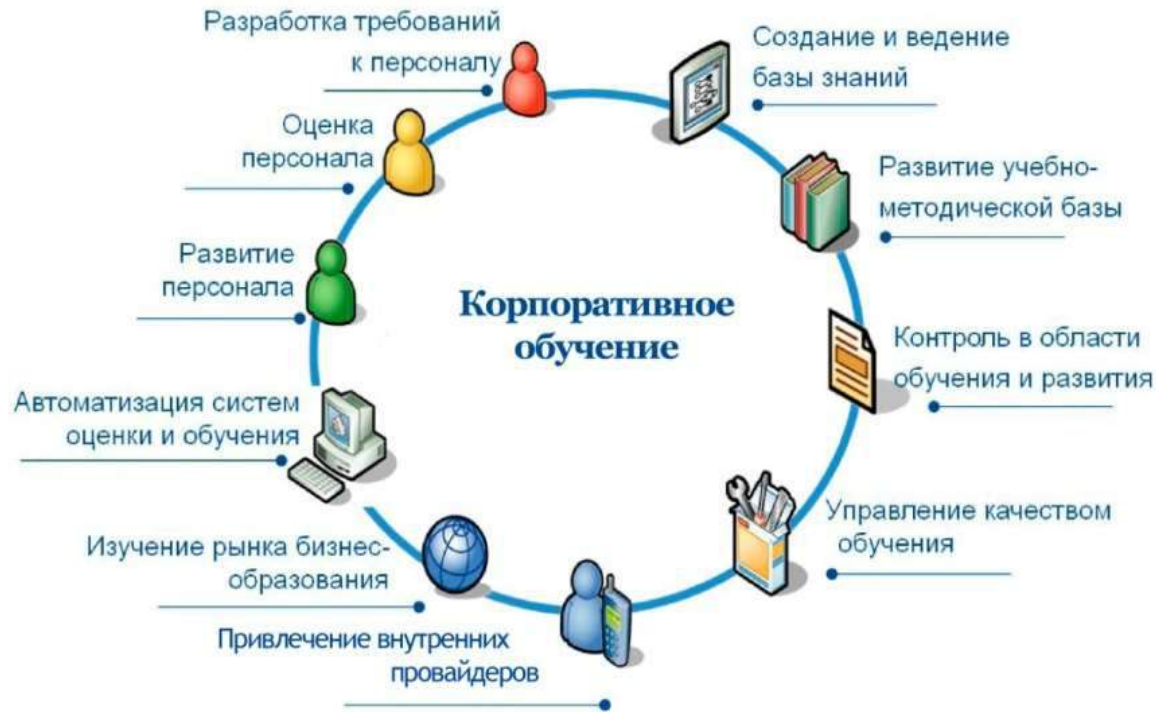 Разработка требований
к персоналу
Создание и ведение
базы знаний
Оценка
персонала
Развитие учебно-
методической базы
Развитие
персонала
Корпоративное
обучение
Контроль в области
обучения и развития
Автоматизация систем
оценки и обучения
Управление качеством
обучения
Изучение рынка бизнес-
образования
Привлечение внутренних
провайдеров